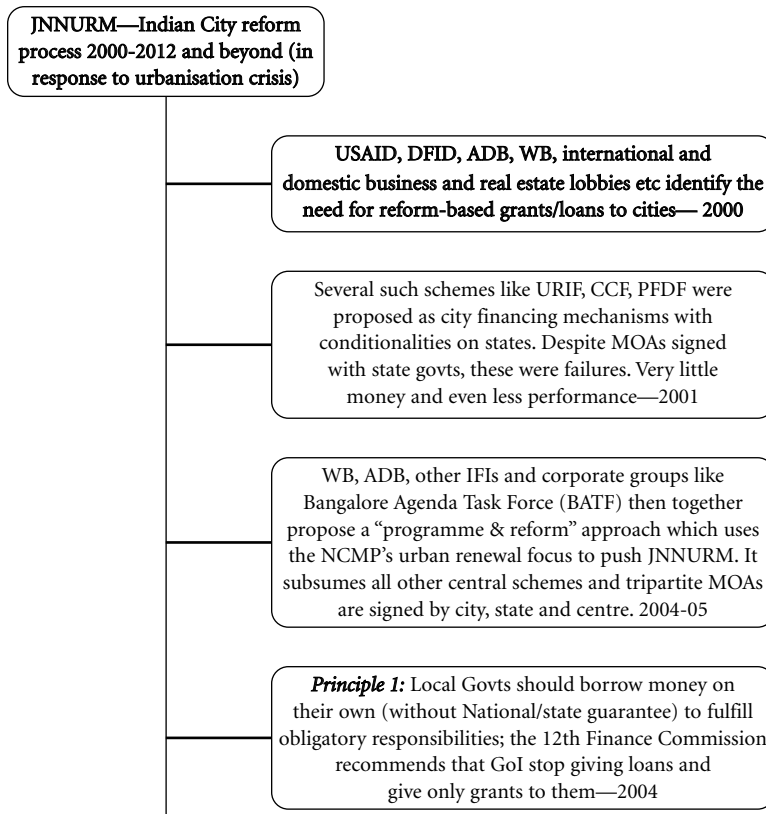 JNNURM—Indian City reform
process 2000-2012 and beyond (in
response to urbanisation crisis)
USAID, DFID, ADB, WB, international and
domestic business and real estate lobbies etc identify the
need for reform-based grants/loans to cities— 2000
Several such schemes like URIF, CCF, PFDF were
proposed as city financing mechanisms with
conditionalities on states. Despite MOAs signed
with state govts, these were failures. Very little
money and even less performance—2001
WB, ADB, other IFIs and corporate groups like
Bangalore Agenda Task Force (BATF) then together
propose a “programme & reform” approach which uses
the NCMP’s urban renewal focus to push JNNURM. It
subsumes all other central schemes and tripartite MOAs
are signed by city, state and centre. 2004-05
Principle 1: Local Govts should borrow money on
their own (without National/state guarantee) to fulfill
obligatory responsibilities; the 12th Finance Commission
recommends that GoI stop giving loans and
give only grants to them—2004